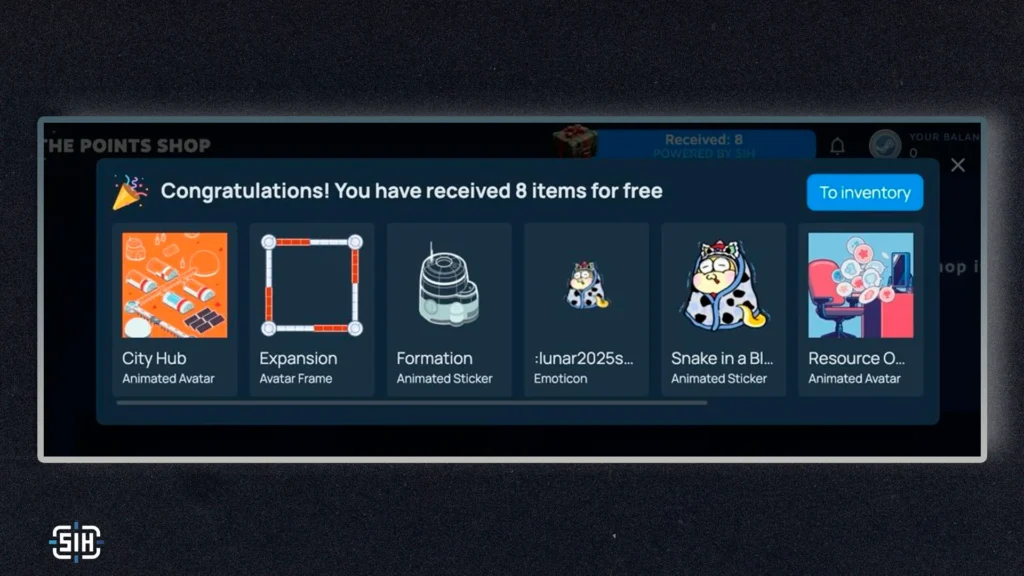 THE POINTS SHOP
Received: 8
POWERED BY SIH
YOUR BALAN
0
Congratulations! You have received 8 items for free
To inventory
City Hub
Animated Avatar
Expansion
Avatar Frame
Formation
Animated Sticker
:lunar2025s...
Emoticon
Snake in a Bl...
Animated Sticker
Resource O...
Animated Avatar
hop i
SIH